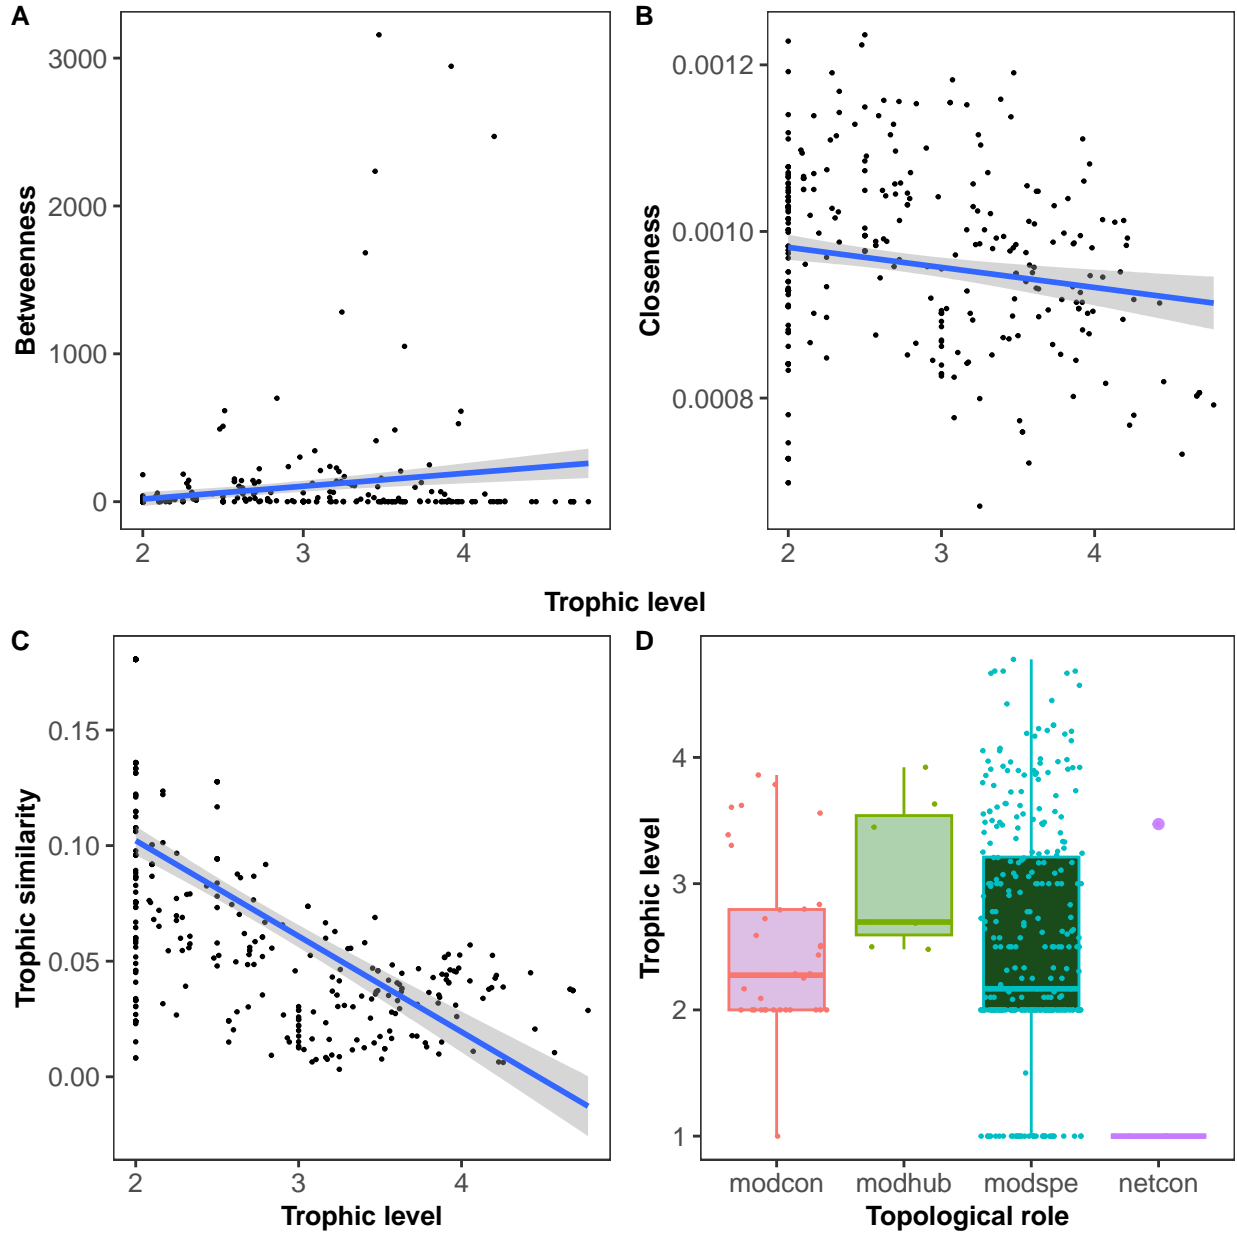 A
B
3000
2000
1000
0
Betweenness
2
3
4
0.0012
0.0010
0.0008
Closeness
2
3
4
Trophic level
C
D
0.15
0.10
0.05
0.00
Trophic similarity
2
3
4
Trophic level
4
3
2
1
Trophic level
modcon
modhub
modspe
netcon
Topological role